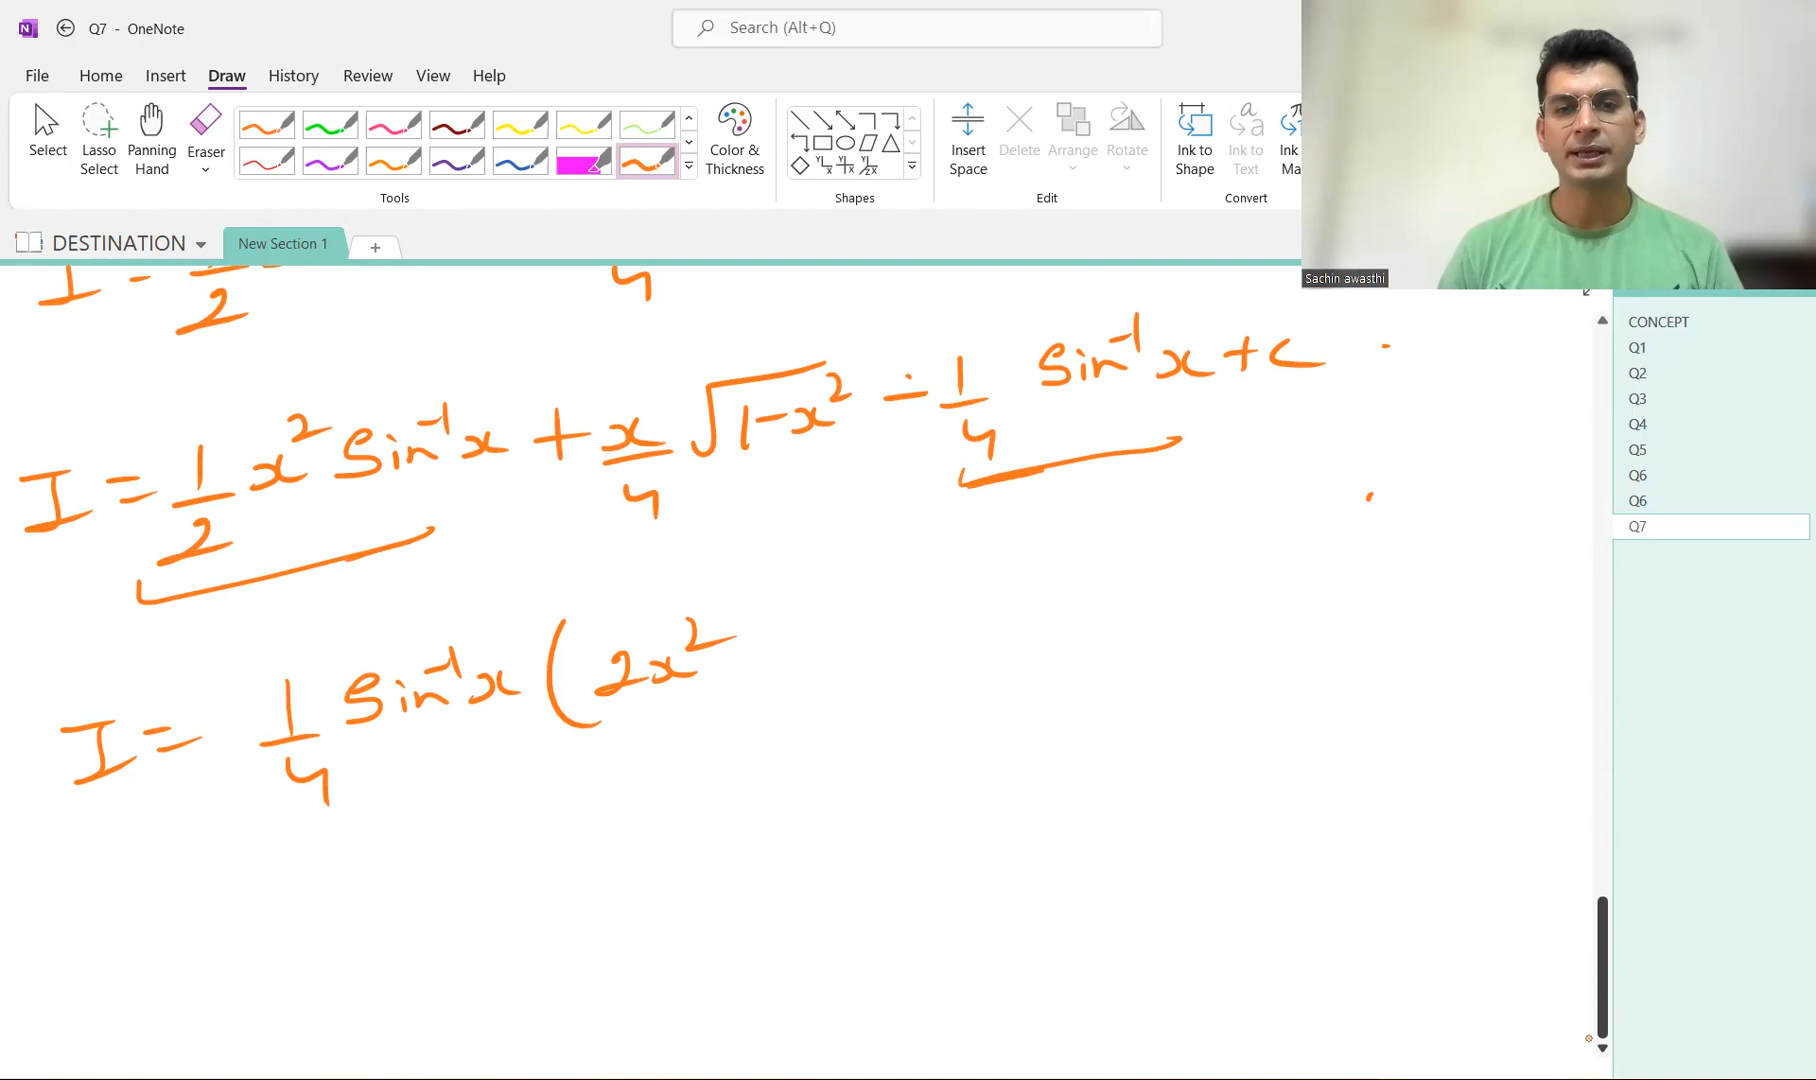 Q7 - OneNote
Search (Alt+Q)
File Home Insert Draw History Review View Help
Select
Lasso Select
Panning Hand
Eraser
Color & Thickness
Insert Space
Delete
Arrange
Rotate
Ink to Shape
Ink to Text
Ink Ma
Tools
Shapes
Edit
Convert
DESTINATION
New Section 1
Sachin awasthi
CONCEPT
Q1
Q2
Q3
Q4
Q5
Q6
Q6
Q7
I = 1/2 x² sin⁻¹x + x/4 √(1-x²) - 1/4 sin⁻¹x + c
I = 1/4 sin⁻¹x ( 2x²